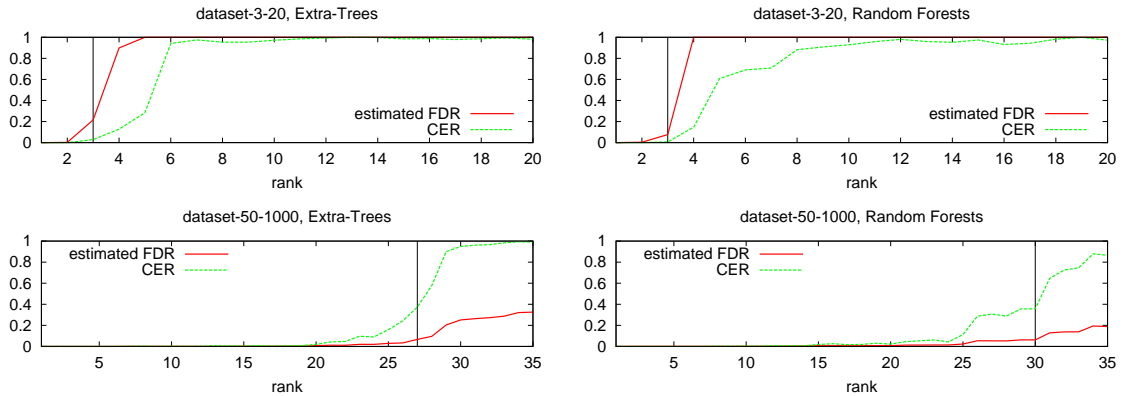 dataset-3-20, Extra-Trees
1
0.8
0.6
0.4
0.2
0
estimated FDR
CER
2 4 6 8 10 12 14 16 18 20
rank
dataset-3-20, Random Forests
1
0.8
0.6
0.4
0.2
0
estimated FDR
CER
2 4 6 8 10 12 14 16 18 20
rank
dataset-50-1000, Extra-Trees
1
0.8
0.6
0.4
0.2
0
estimated FDR
CER
5 10 15 20 25 30 35
rank
dataset-50-1000, Random Forests
1
0.8
0.6
0.4
0.2
0
estimated FDR
CER
5 10 15 20 25 30 35
rank